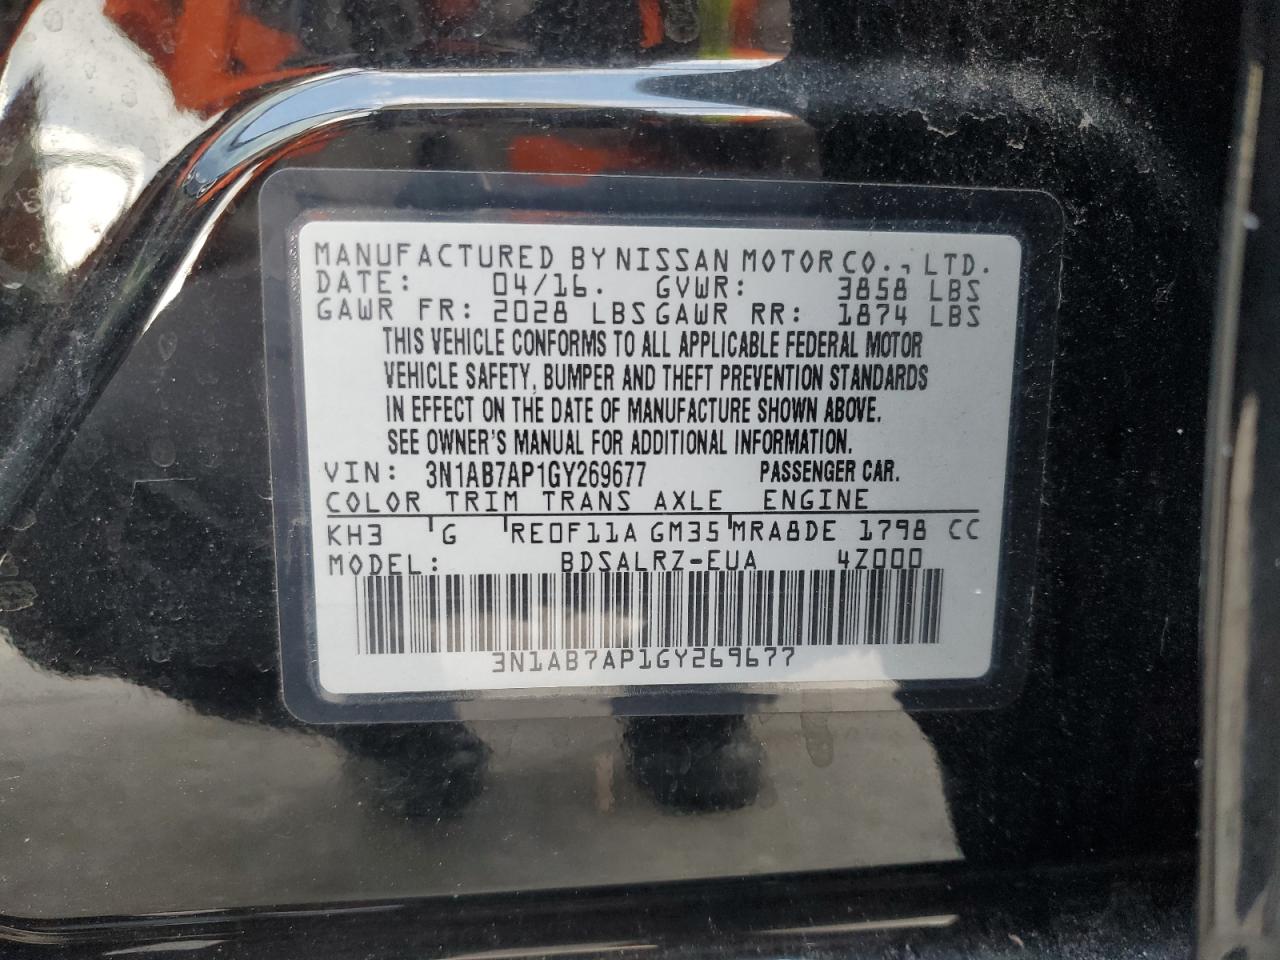 MANUFACTURED BY NISSAN MOTOR CO., LTD.
DATE: 04/16. GVWR: 3858 LBS
GAWR FR: 2028 LBS GAWR RR: 1874 LBS
THIS VEHICLE CONFORMS TO ALL APPLICABLE FEDERAL MOTOR
VEHICLE SAFETY, BUMPER AND THEFT PREVENTION STANDARDS
IN EFFECT ON THE DATE OF MANUFACTURE SHOWN ABOVE.
SEE OWNER'S MANUAL FOR ADDITIONAL INFORMATION.
VIN: 3N1AB7AP1GY269677 PASSENGER CAR.
COLOR TRIM TRANS AXLE ENGINE
KH3 G RE0F11A GM35 MRA8DE 1798 CC
MODEL: BDSALRZ-EUA 4Z000
3N1AB7AP1GY269677